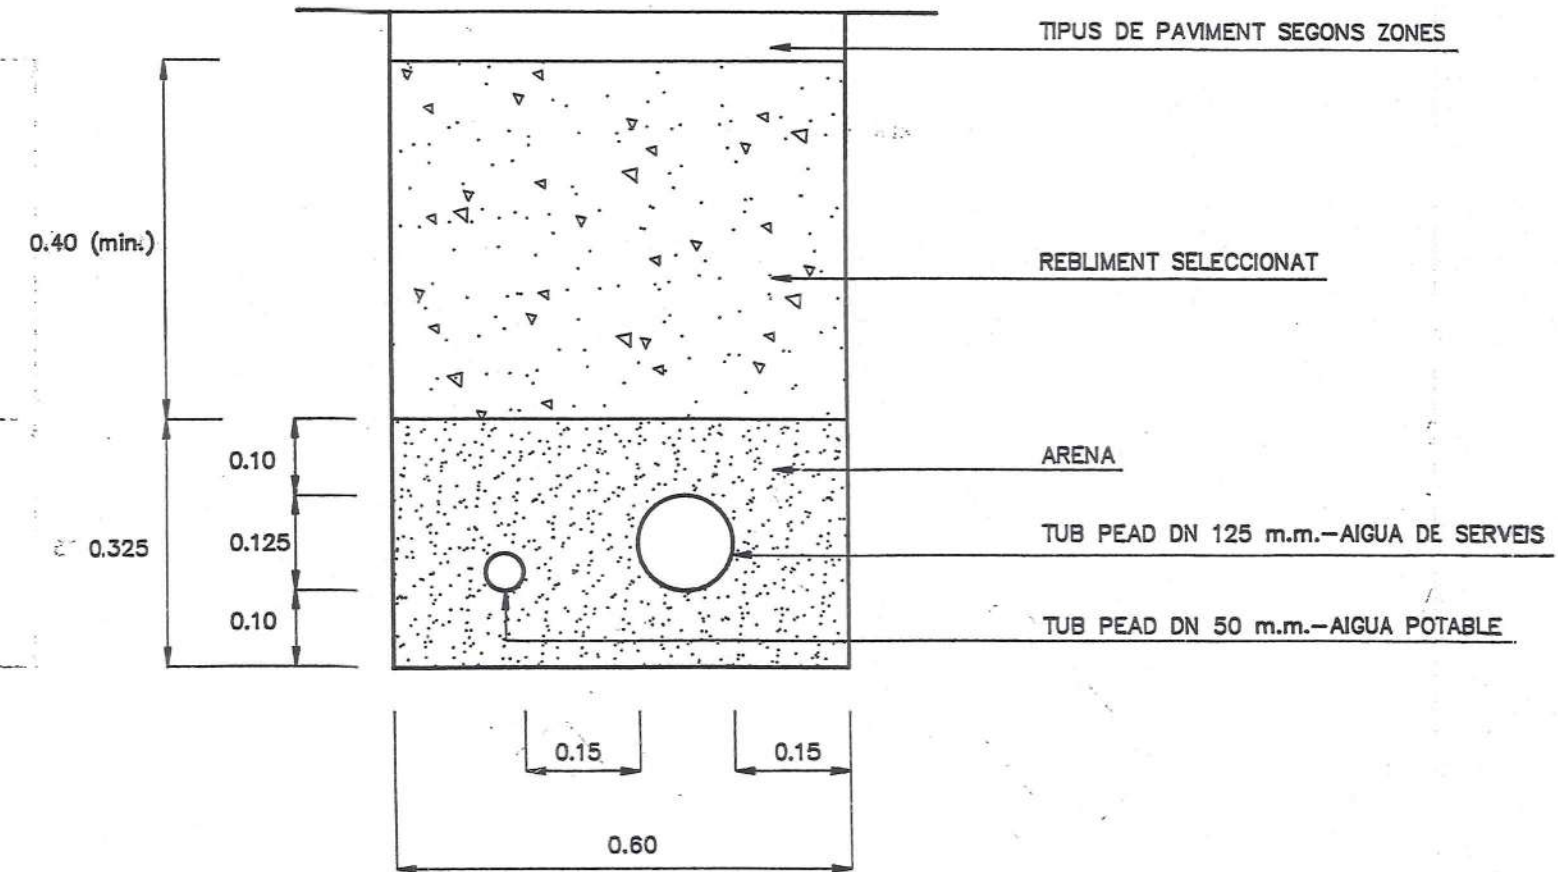 TIPUS DE PAVIMENT SEGONS ZONES
0.40 (min.)
REBLIMENT SELECCIONAT
0.10
ARENA
0.325
0.125
TUB PEAD DN 125 m.m.-AIGUA DE SERVEIS
0.10
TUB PEAD DN 50 m.m.-AIGUA POTABLE
0.15
0.15
0.60